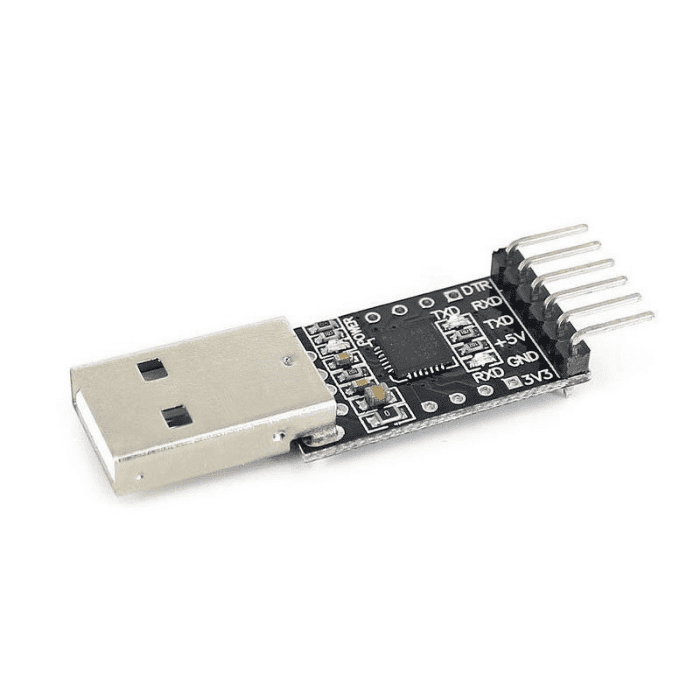 POWER
TXD
RXD
DTR
RXD
TXD
+5V
GND
3V3